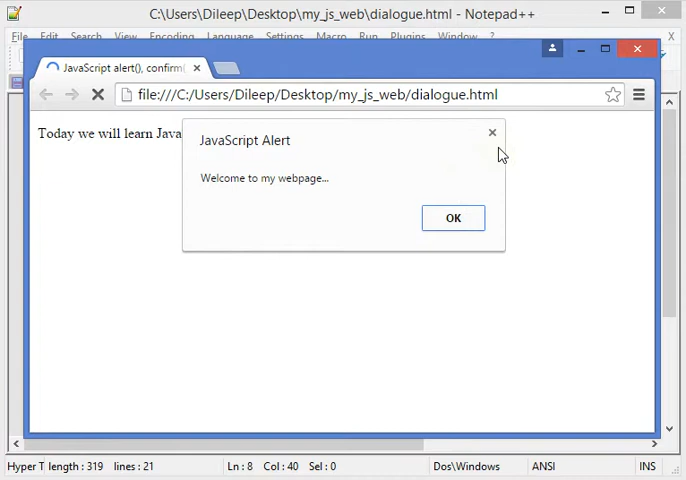 C:\Users\Dileep\Desktop\my_js_web\dialogue.html - Notepad++
File Edit Search View Encoding Language Settings Macro Run Plugins Window ? X
JavaScript alert(), confirm(
file:///C:/Users/Dileep/Desktop/my_js_web/dialogue.html
Today we will learn Java
JavaScript Alert
Welcome to my webpage...
OK
Hyper T length : 319 lines : 21 Ln : 8 Col : 40 Sel : 0 Dos\Windows ANSI INS